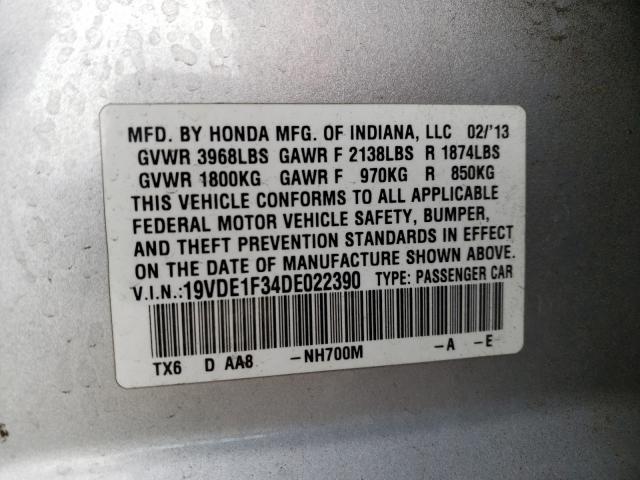 MFD. BY HONDA MFG. OF INDIANA, LLC 02/'13
GVWR 3968LBS GAWR F 2138LBS R 1874LBS
GVWR 1800KG GAWR F 970KG R 850KG
THIS VEHICLE CONFORMS TO ALL APPLICABLE
FEDERAL MOTOR VEHICLE SAFETY, BUMPER,
AND THEFT PREVENTION STANDARDS IN EFFECT
ON THE DATE OF MANUFACTURE SHOWN ABOVE.
V.I.N.:19VDE1F34DE022390 TYPE: PASSENGER CAR
TX6 D AA8 -NH700M -A -E